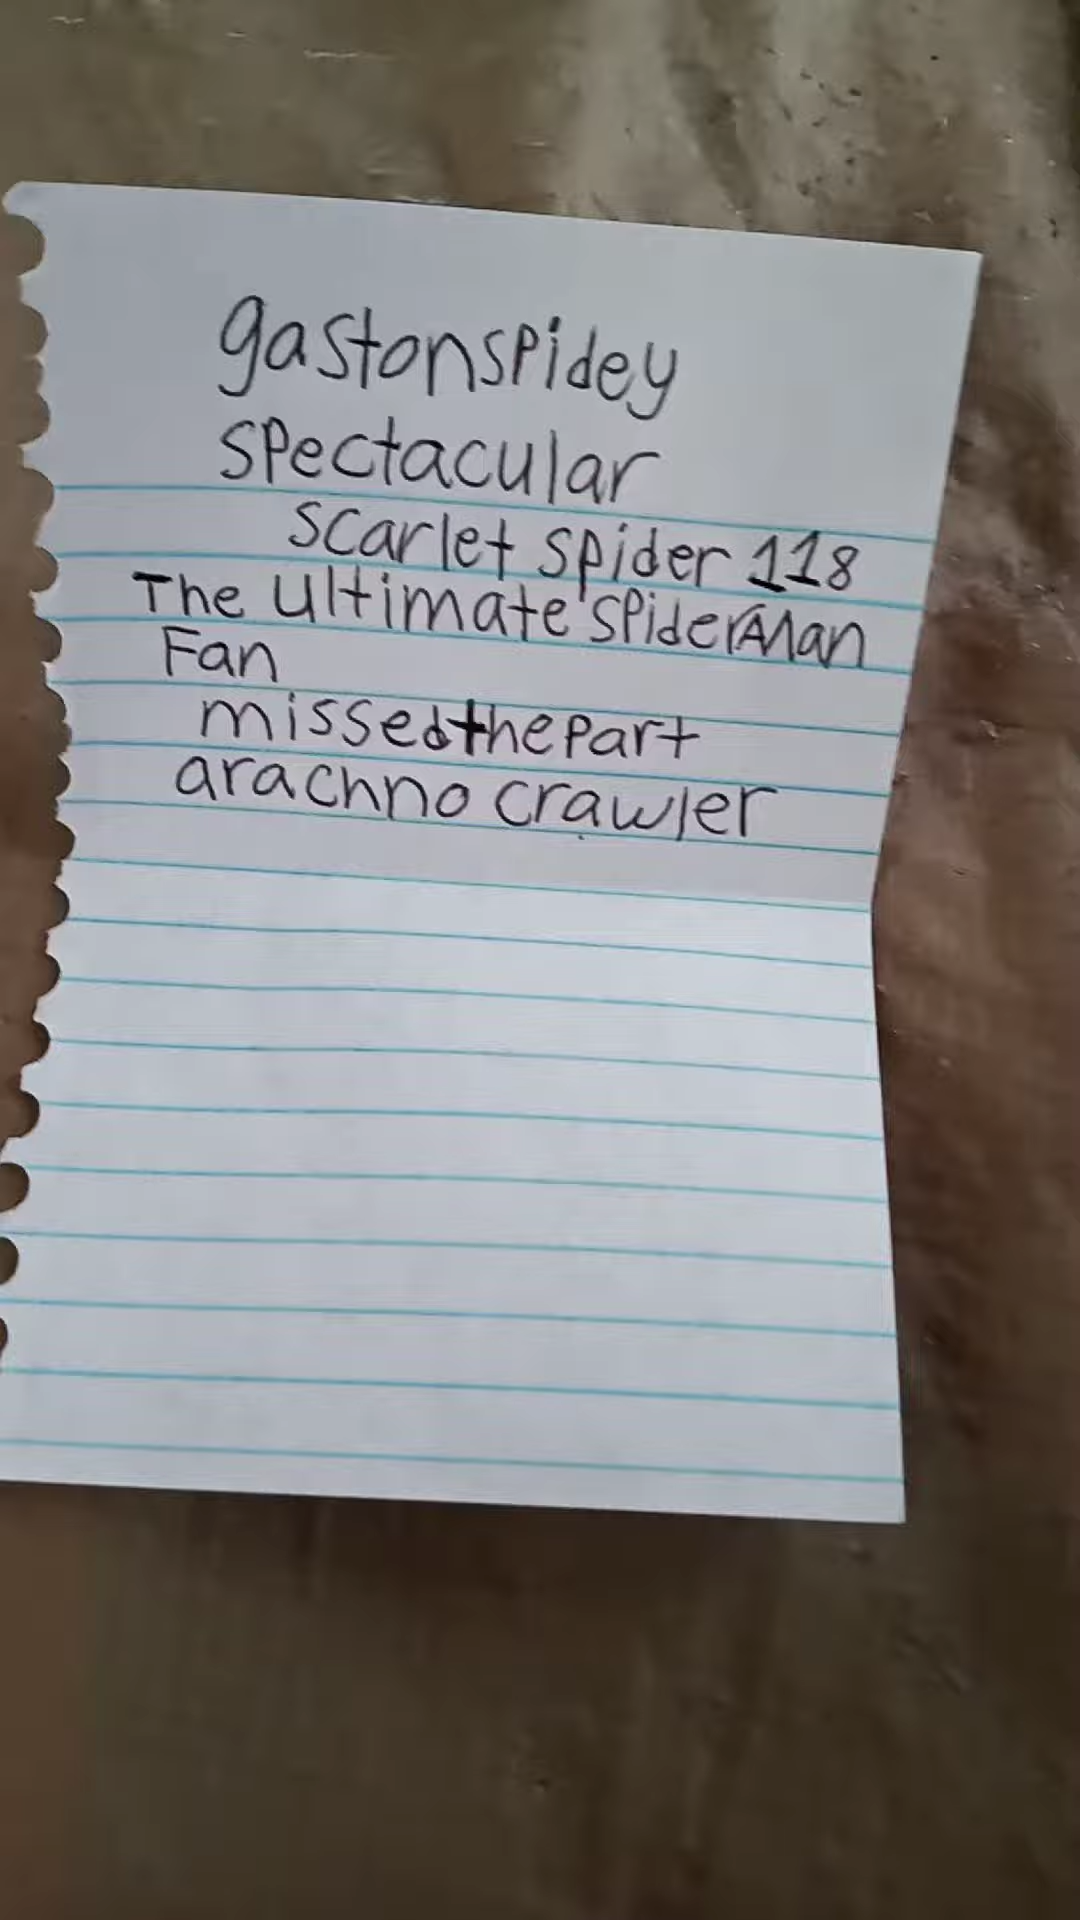 gastonspidey
spectacular
scarlet spider 118
The Ultimate SpiderMan
Fan
missedthepart
arachno crawler